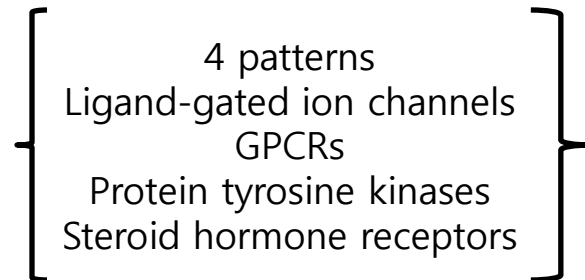 4 patterns
Ligand-gated ion channels
GPCRs
Protein tyrosine kinases
Steroid hormone receptors